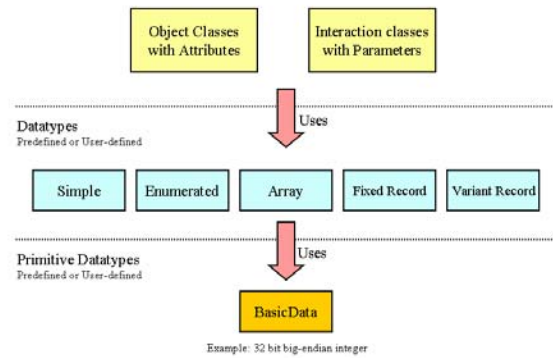 Object Classes
with Attributes
Interaction classes
with Parameters
Uses
Datatypes
Predefined or User-defined
Simple
Enumerated
Array
Fixed Record
Variant Record
Uses
Primitive Datatypes
Predefined or User-defined
BasicData
Example: 32 bit big-endian integer